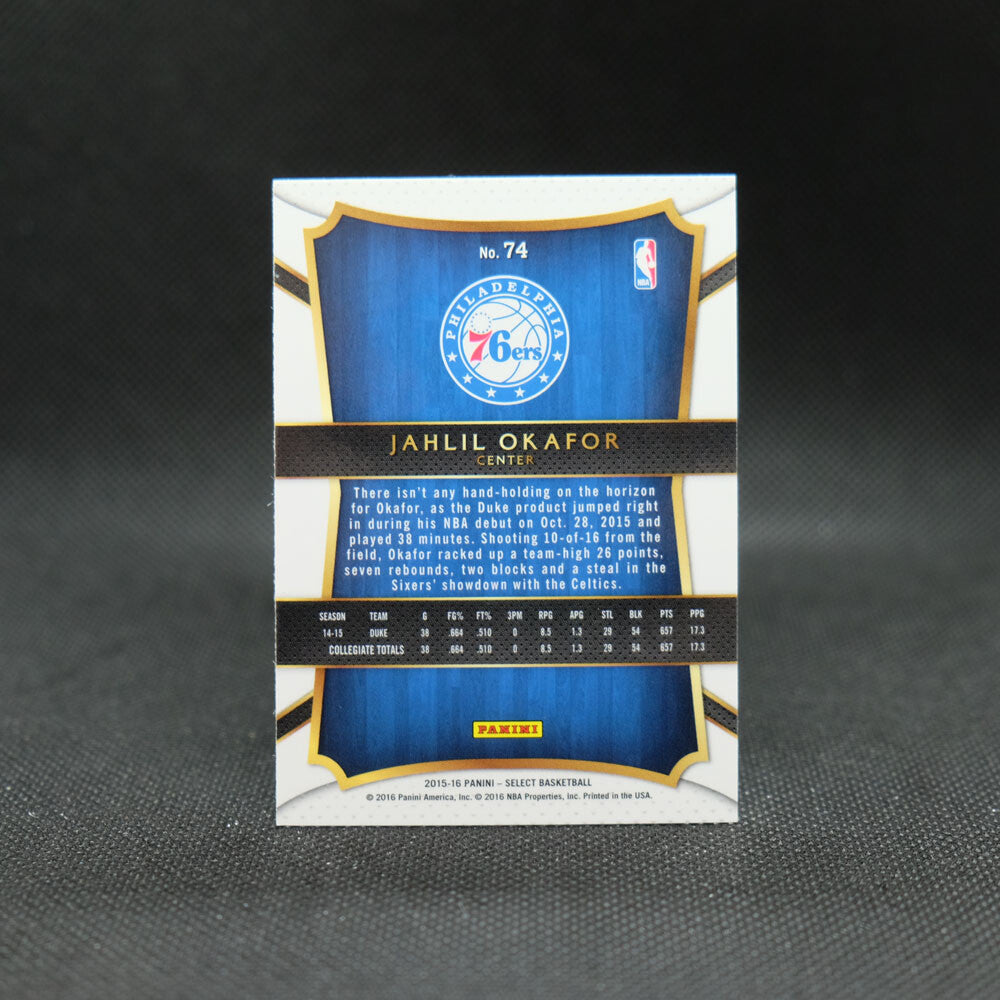 No. 74
NBA
PHILADELPHIA
76ers
JAHLIL OKAFOR
CENTER
There isn't any hand-holding on the horizon
for Okafor, as the Duke product jumped right
in during his NBA debut on Oct. 28, 2015 and
played 38 minutes. Shooting 10-of-16 from the
field, Okafor racked up a team-high 26 points,
seven rebounds, two blocks and a steal in the
Sixers' showdown with the Celtics.
SEASON TEAM G FG% FT% 3PM RPG APG STL BLK PTS PPG
14-15 DUKE 38 .664 .510 0 8.5 1.3 29 54 657 17.3
COLLEGIATE TOTALS 38 .664 .510 0 8.5 1.3 29 54 657 17.3
PANINI
2015-16 PANINI – SELECT BASKETBALL
© 2016 Panini America, Inc. © 2016 NBA Properties, Inc. Printed in the USA.